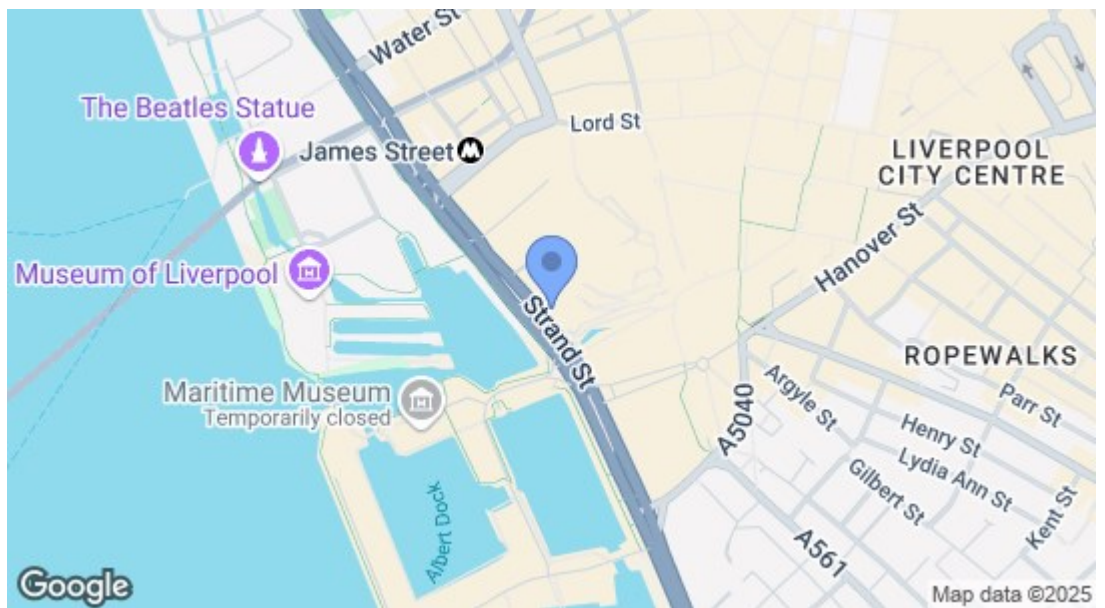 Water St
The Beatles Statue
Lord St
James Street
LIVERPOOL
CITY CENTRE
Hanover St
Museum of Liverpool
Strand St
ROPEWALKS
Maritime Museum
Temporarily closed
Argyle St
Parr St
A5040
Henry St
Lydia Ann St
Gilbert St
Kent St
Albert Dock
A561
Google
Map data ©2025